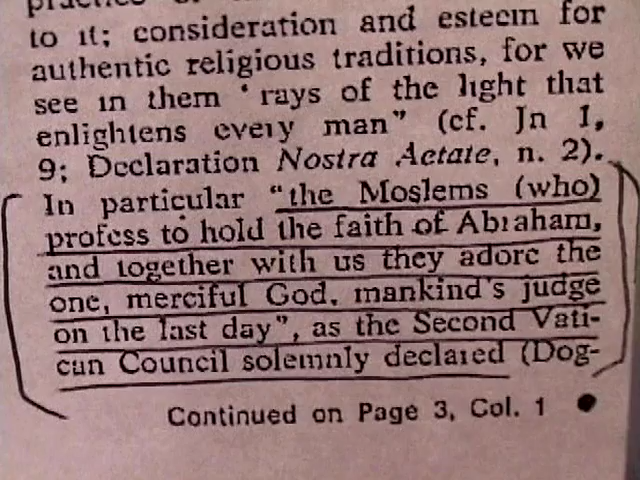 to it; consideration and esteem for
authentic religious traditions, for we
see in them "rays of the light that
enlightens every man" (cf. Jn 1,
9; Declaration Nostra Aetate, n. 2).
In particular "the Moslems (who)
profess to hold the faith of Abraham,
and together with us they adore the
one, merciful God, mankind's judge
on the last day", as the Second Vati-
can Council solemnly declared (Dog-
Continued on Page 3, Col. 1